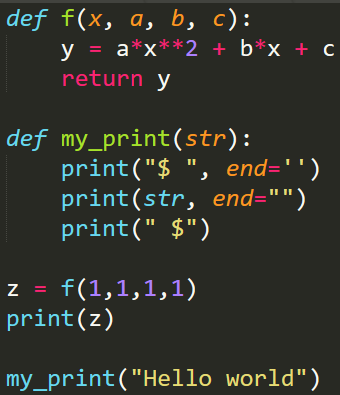 def f(x, a, b, c):
    y = a*x**2 + b*x + c
    return y

def my_print(str):
    print("$ ", end='')
    print(str, end="")
    print(" $")

z = f(1,1,1,1)
print(z)

my_print("Hello world")